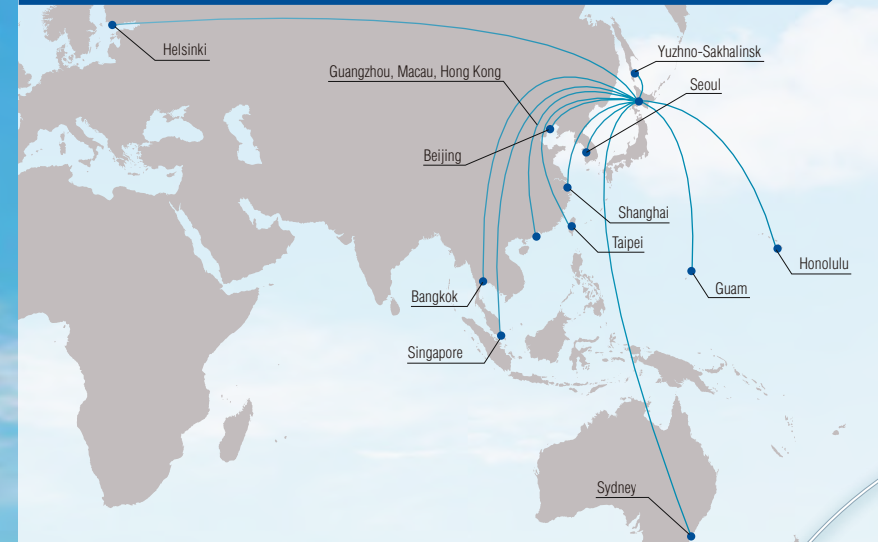 Helsinki
Yuzhno-Sakhalinsk
Guangzhou, Macau, Hong Kong
Seoul
Beijing
Shanghai
Taipei
Honolulu
Guam
Bangkok
Singapore
Sydney